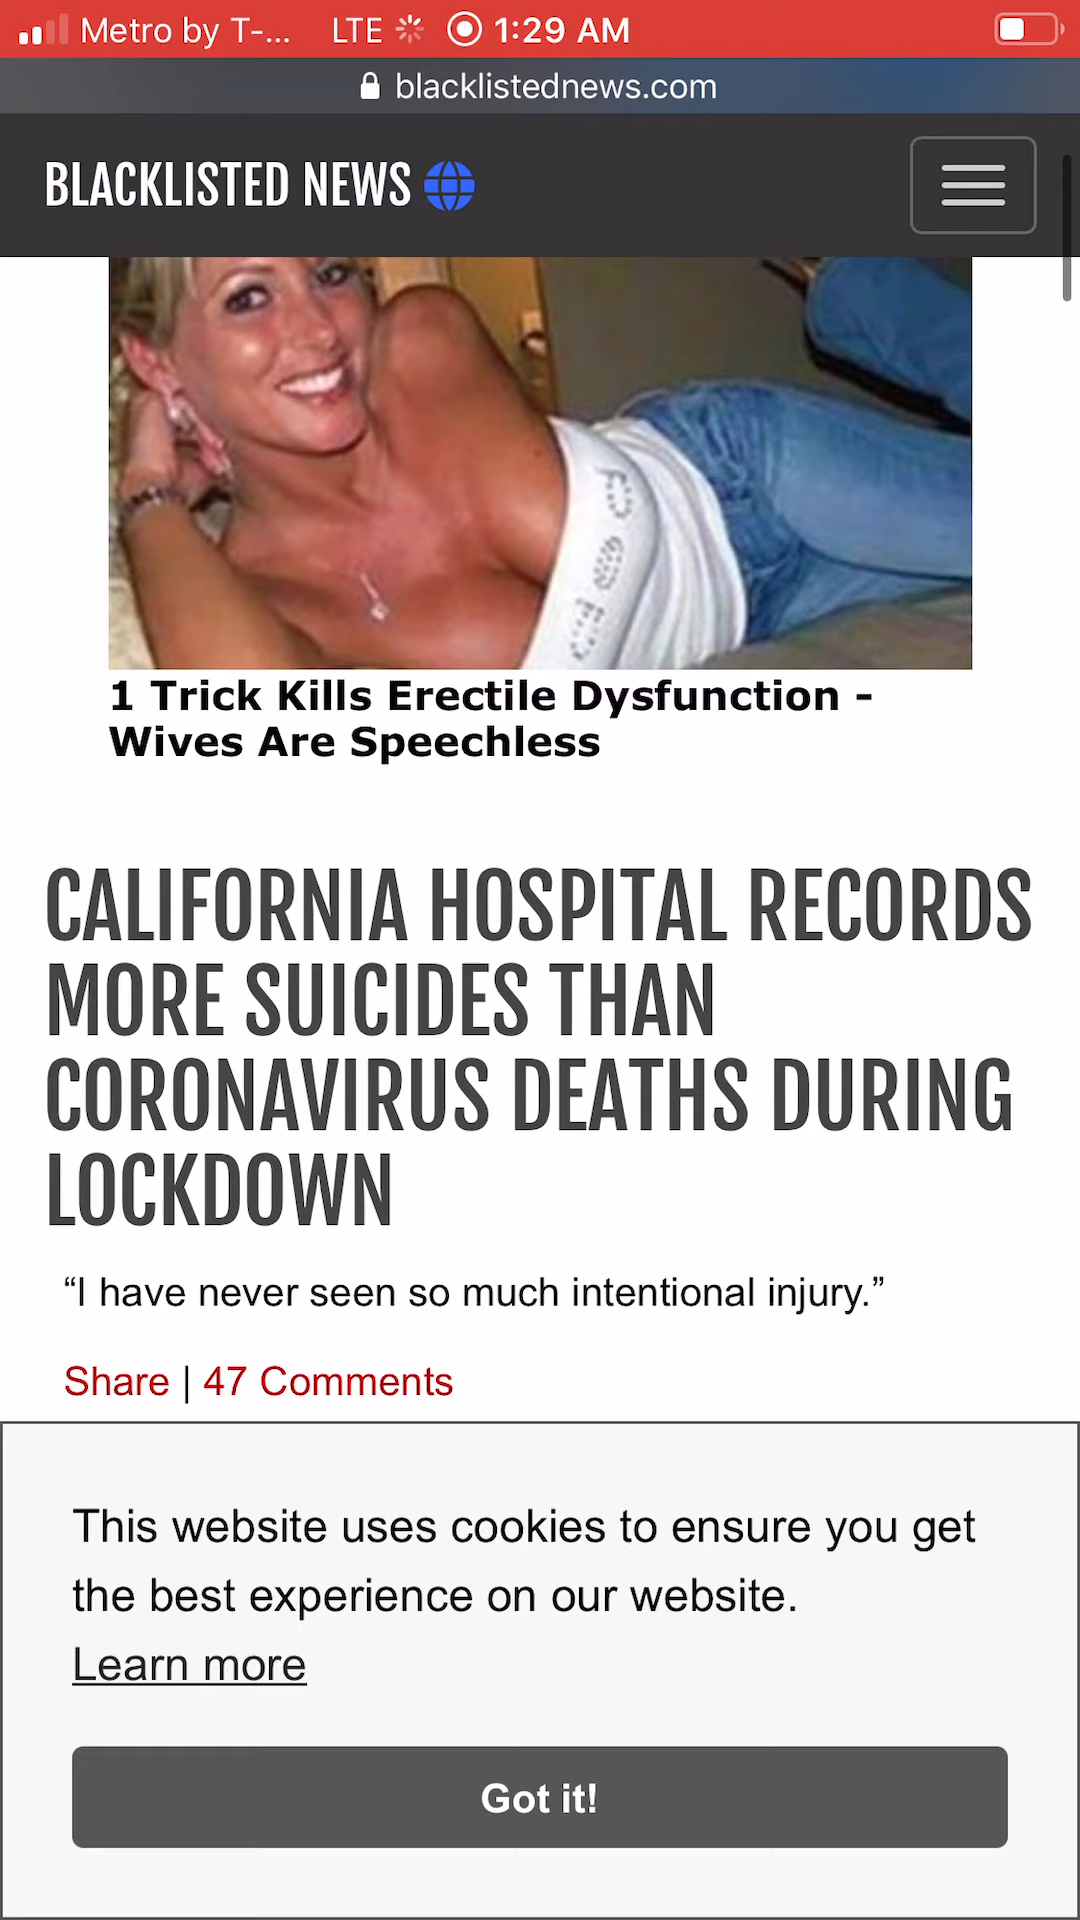 Metro by T-... LTE 1:29 AM
blacklistednews.com
BLACKLISTED NEWS
1 Trick Kills Erectile Dysfunction -
Wives Are Speechless
CALIFORNIA HOSPITAL RECORDS
MORE SUICIDES THAN
CORONAVIRUS DEATHS DURING
LOCKDOWN
“I have never seen so much intentional injury.”
Share | 47 Comments
This website uses cookies to ensure you get
the best experience on our website.
Learn more
Got it!